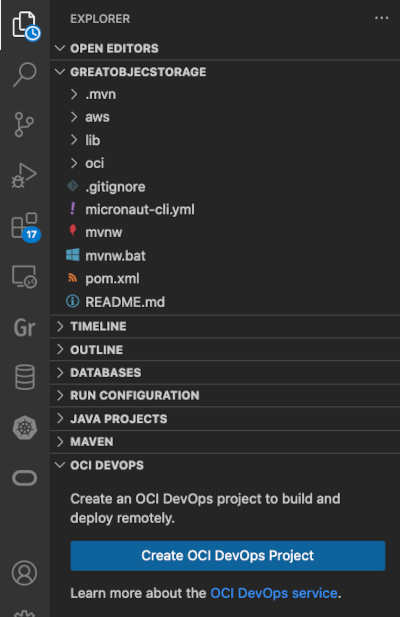 EXPLORER
OPEN EDITORS
GREATOBJECSTORAGE
.mvn
aws
lib
oci
.gitignore
micronaut-cli.yml
mvnw
mvnw.bat
pom.xml
README.md
17
Gr
TIMELINE
OUTLINE
DATABASES
RUN CONFIGURATION
JAVA PROJECTS
MAVEN
OCI DEVOPS
Create an OCI DevOps project to build and
deploy remotely.
Create OCI DevOps Project
Learn more about the OCI DevOps service.